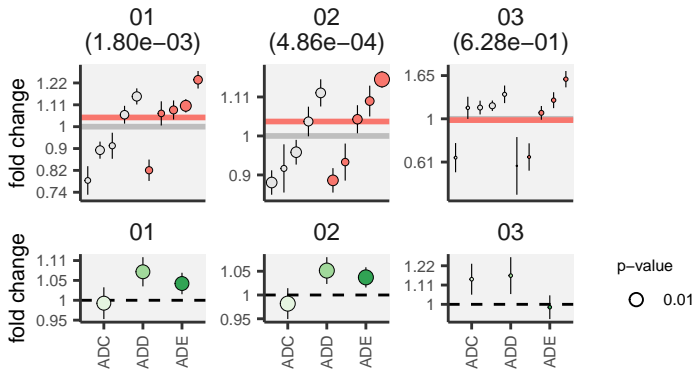 01
(1.80e−03)
02
(4.86e−04)
03
(6.28e−01)
fold change
1.22
1.11
1
0.9
0.82
0.74
1.11
1
0.9
1.65
1
0.61
01
02
03
fold change
1.11
1.05
1
0.95
1.05
1
0.95
1.22
1.11
1
ADC
ADD
ADE
ADC
ADD
ADE
ADC
ADD
ADE
p−value
0.01